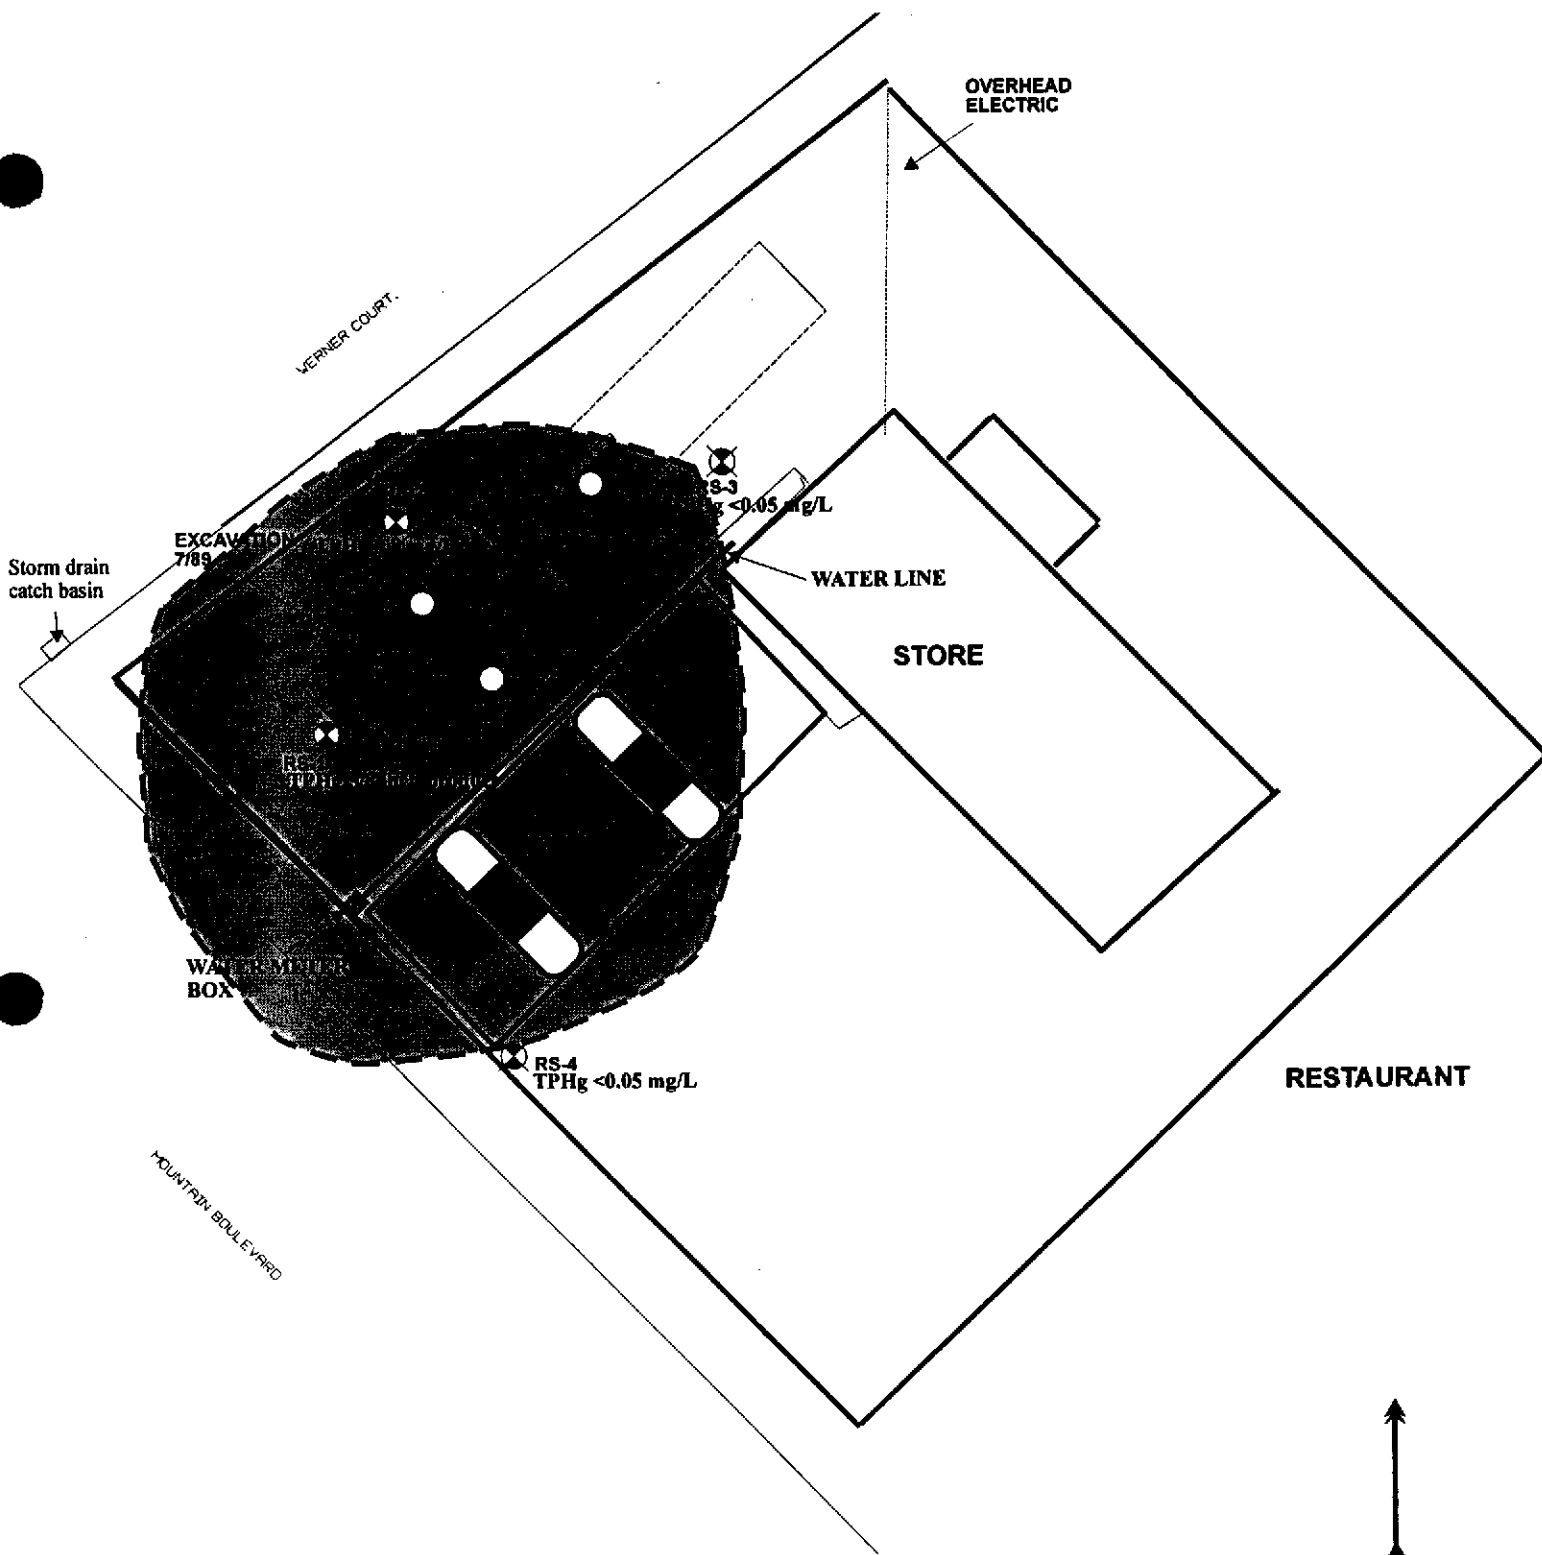 OVERHEAD
ELECTRIC
WERNER COURT.
RS-3
<0.05 mg/L
EXCAVATION
7/89
Storm drain
catch basin
WATER LINE
STORE
WATER METER
BOX
RS-4
TPHg <0.05 mg/L
RESTAURANT
MOUNTAIN BOULEVARD